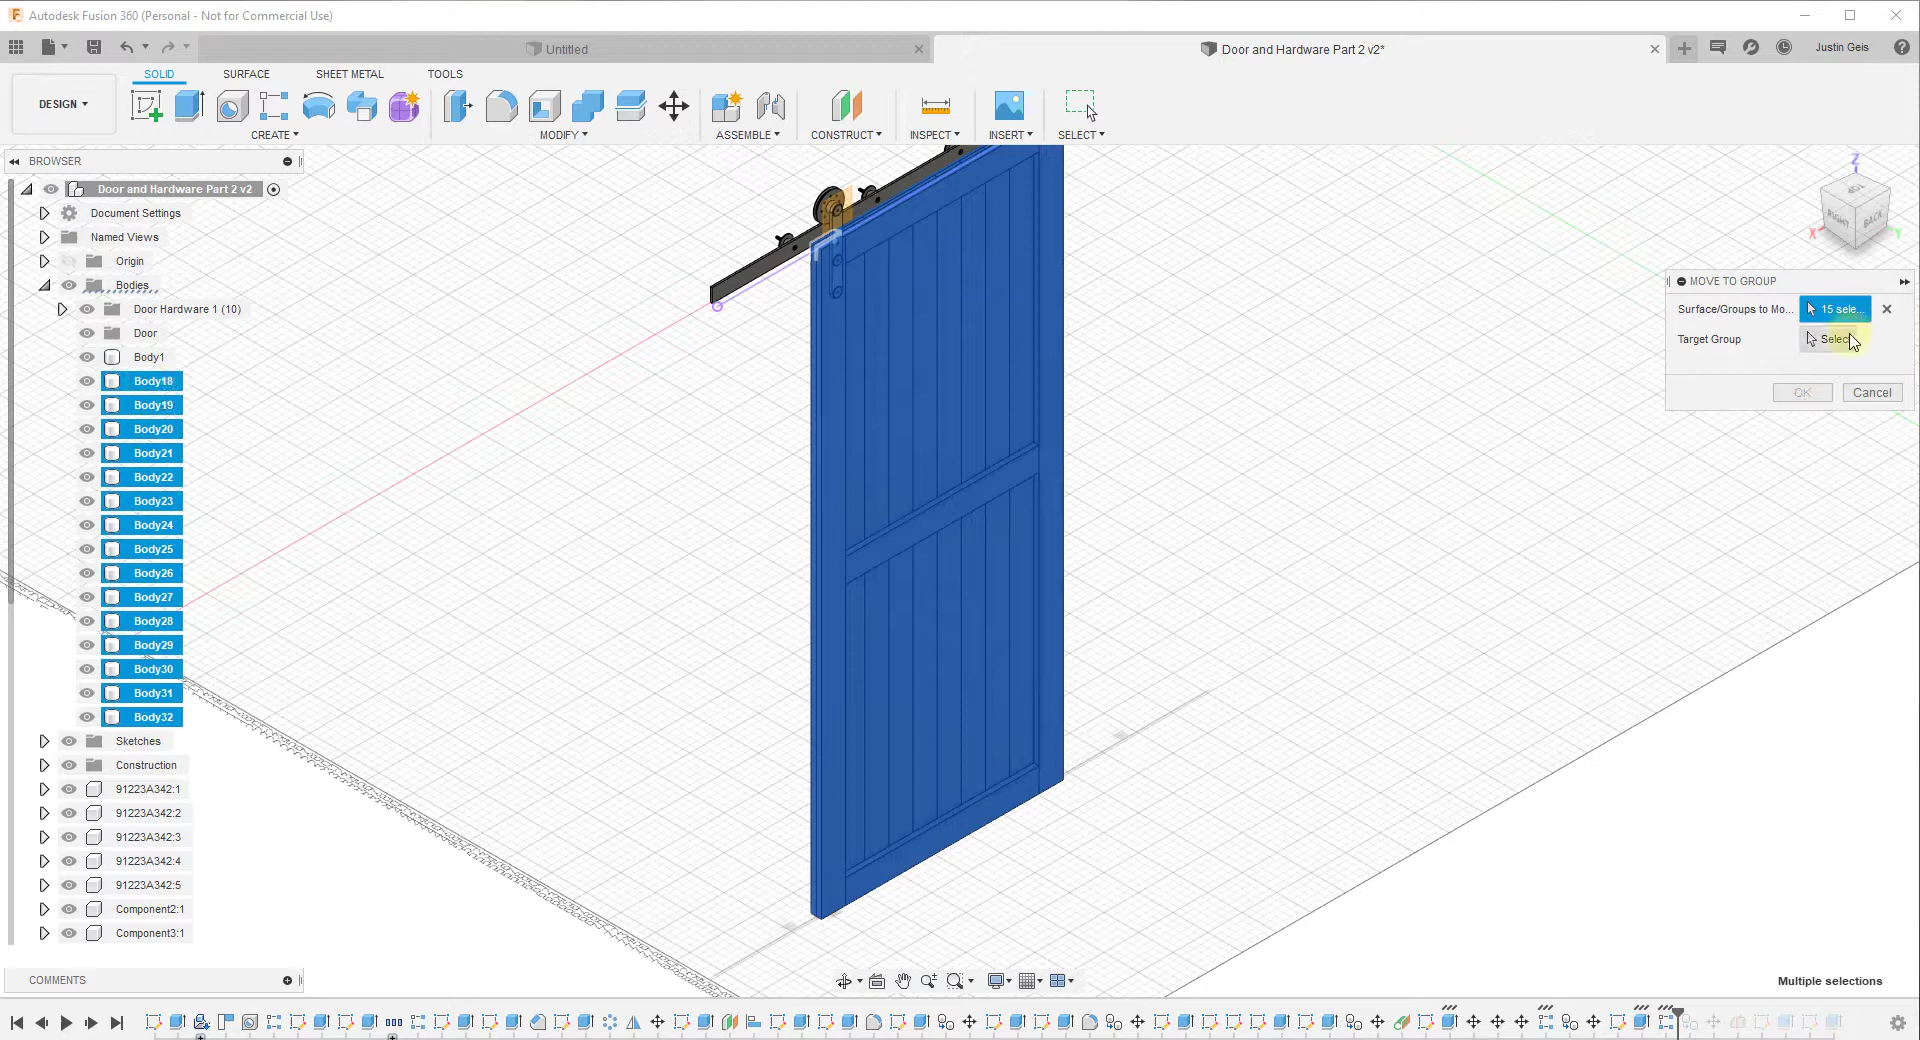 Autodesk Fusion 360 (Personal - Not for Commercial Use)
Untitled
Door and Hardware Part 2 v2*
Justin Geis
DESIGN
SOLID
SURFACE
SHEET METAL
TOOLS
CREATE
MODIFY
ASSEMBLE
CONSTRUCT
INSPECT
INSERT
SELECT
BROWSER
Door and Hardware Part 2 v2
Document Settings
Named Views
Origin
Bodies
Door Hardware 1 (10)
Door
Body1
Body18
Body19
Body20
Body21
Body22
Body23
Body24
Body25
Body26
Body27
Body28
Body29
Body30
Body31
Body32
Sketches
Construction
91223A342:1
91223A342:2
91223A342:3
91223A342:4
91223A342:5
Component2:1
Component3:1
COMMENTS
Z
TOP
RIGHT
BACK
X
Y
MOVE TO GROUP
Surface/Groups to Mo...
15 sele...
Target Group
Select
OK
Cancel
Multiple selections